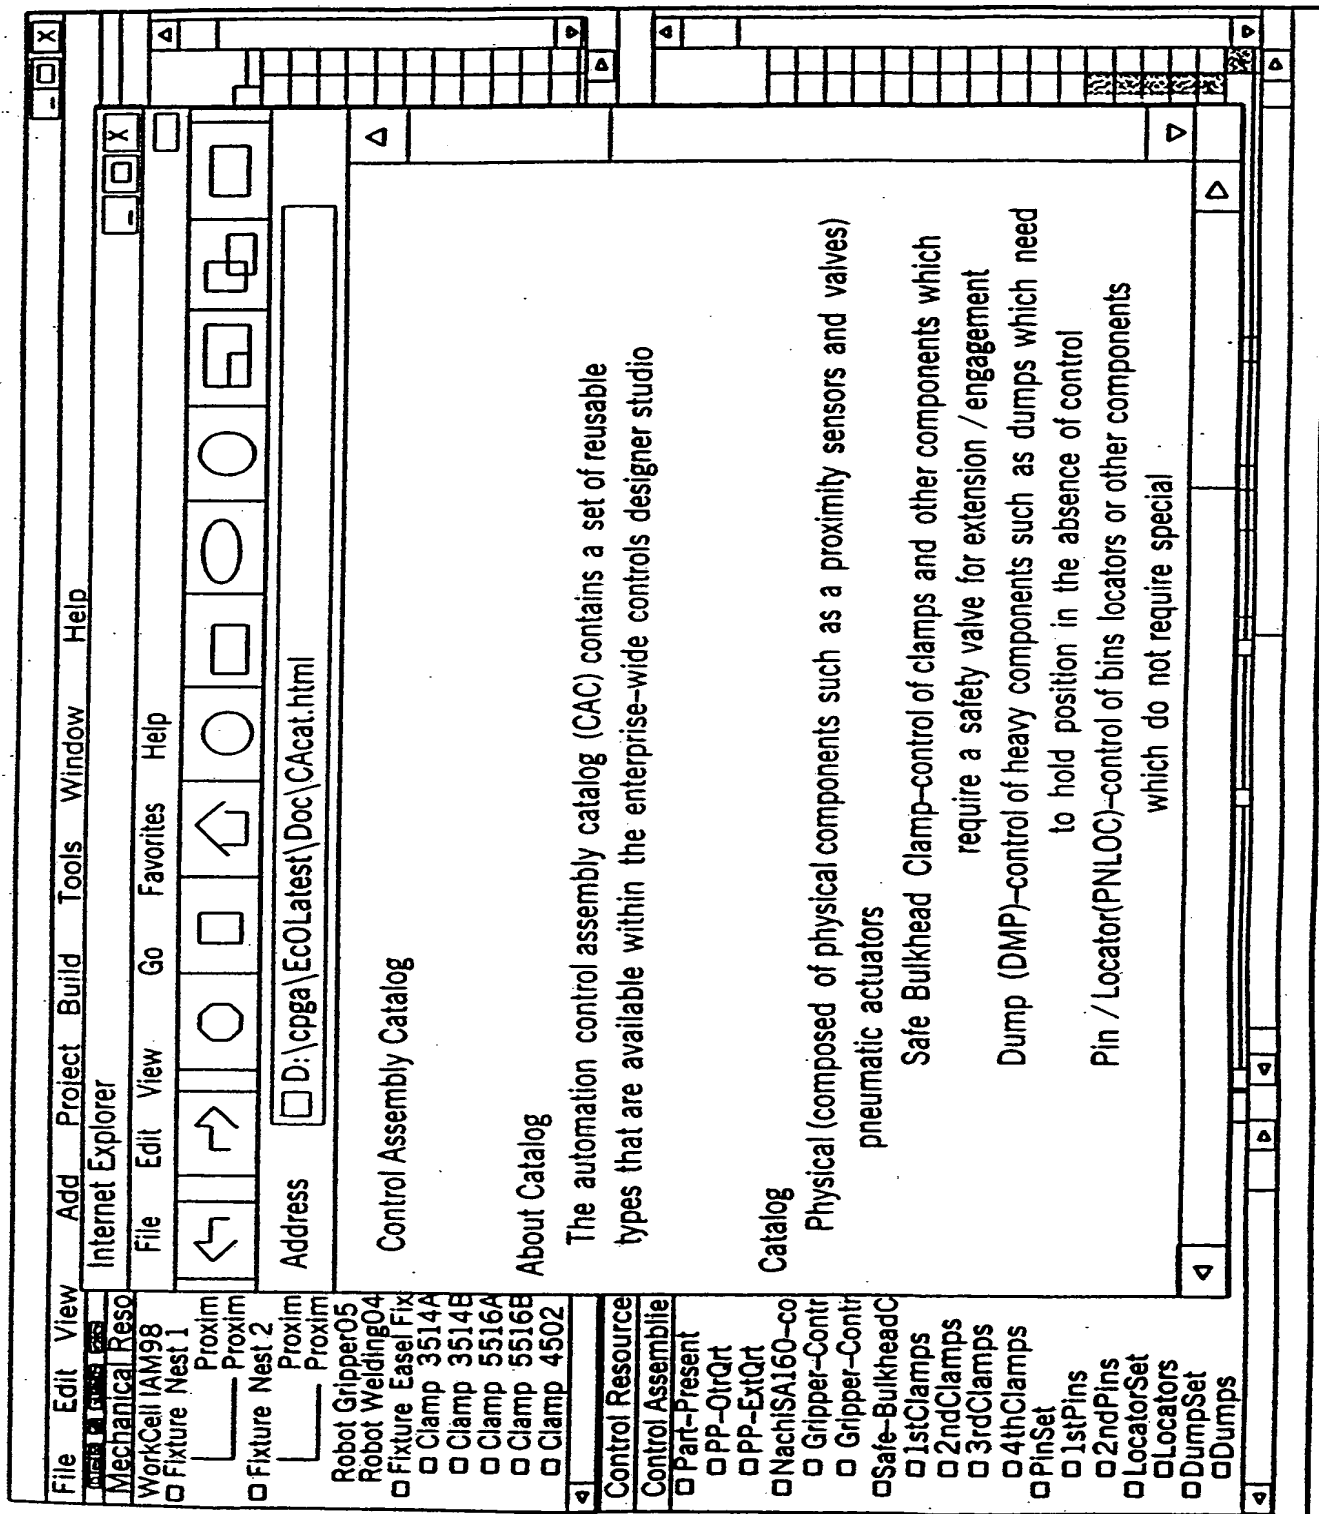 File Edit View Add Project Build Tools Window Help
Mechanical Reso
WorkCell IAM98
Fixture Nest 1
Proxim
Proxim
Fixture Nest 2
Proxim
Proxim
Robot Gripper05
Robot Welding04
Fixture Easel Fix
Clamp 3514A
Clamp 3514B
Clamp 5516A
Clamp 5516B
Clamp 4502
Control Resource
Control Assemblie
Part-Present
PP-OtrQrt
PP-ExtQrt
NachiSA160-co
Gripper-Contr
Gripper-Contr
Safe-BulkheadC
1stClamps
2ndClamps
3rdClamps
4thClamps
PinSet
1stPins
2ndPins
LocatorSet
Locators
DumpSet
Dumps
Internet Explorer
File Edit View Go Favorites Help
Address D:\cpga\EcOLatest\Doc\CAcat.html
Control Assembly Catalog
About Catalog
The automation control assembly catalog (CAC) contains a set of reusable
types that are available within the enterprise-wide controls designer studio
Catalog
Physical (composed of physical components such as a proximity sensors and valves)
pneumatic actuators
Safe Bulkhead Clamp-control of clamps and other components which
require a safety valve for extension / engagement
Dump (DMP)-control of heavy components such as dumps which need
to hold position in the absence of control
Pin / Locator(PNLOC)-control of bins locators or other components
which do not require special